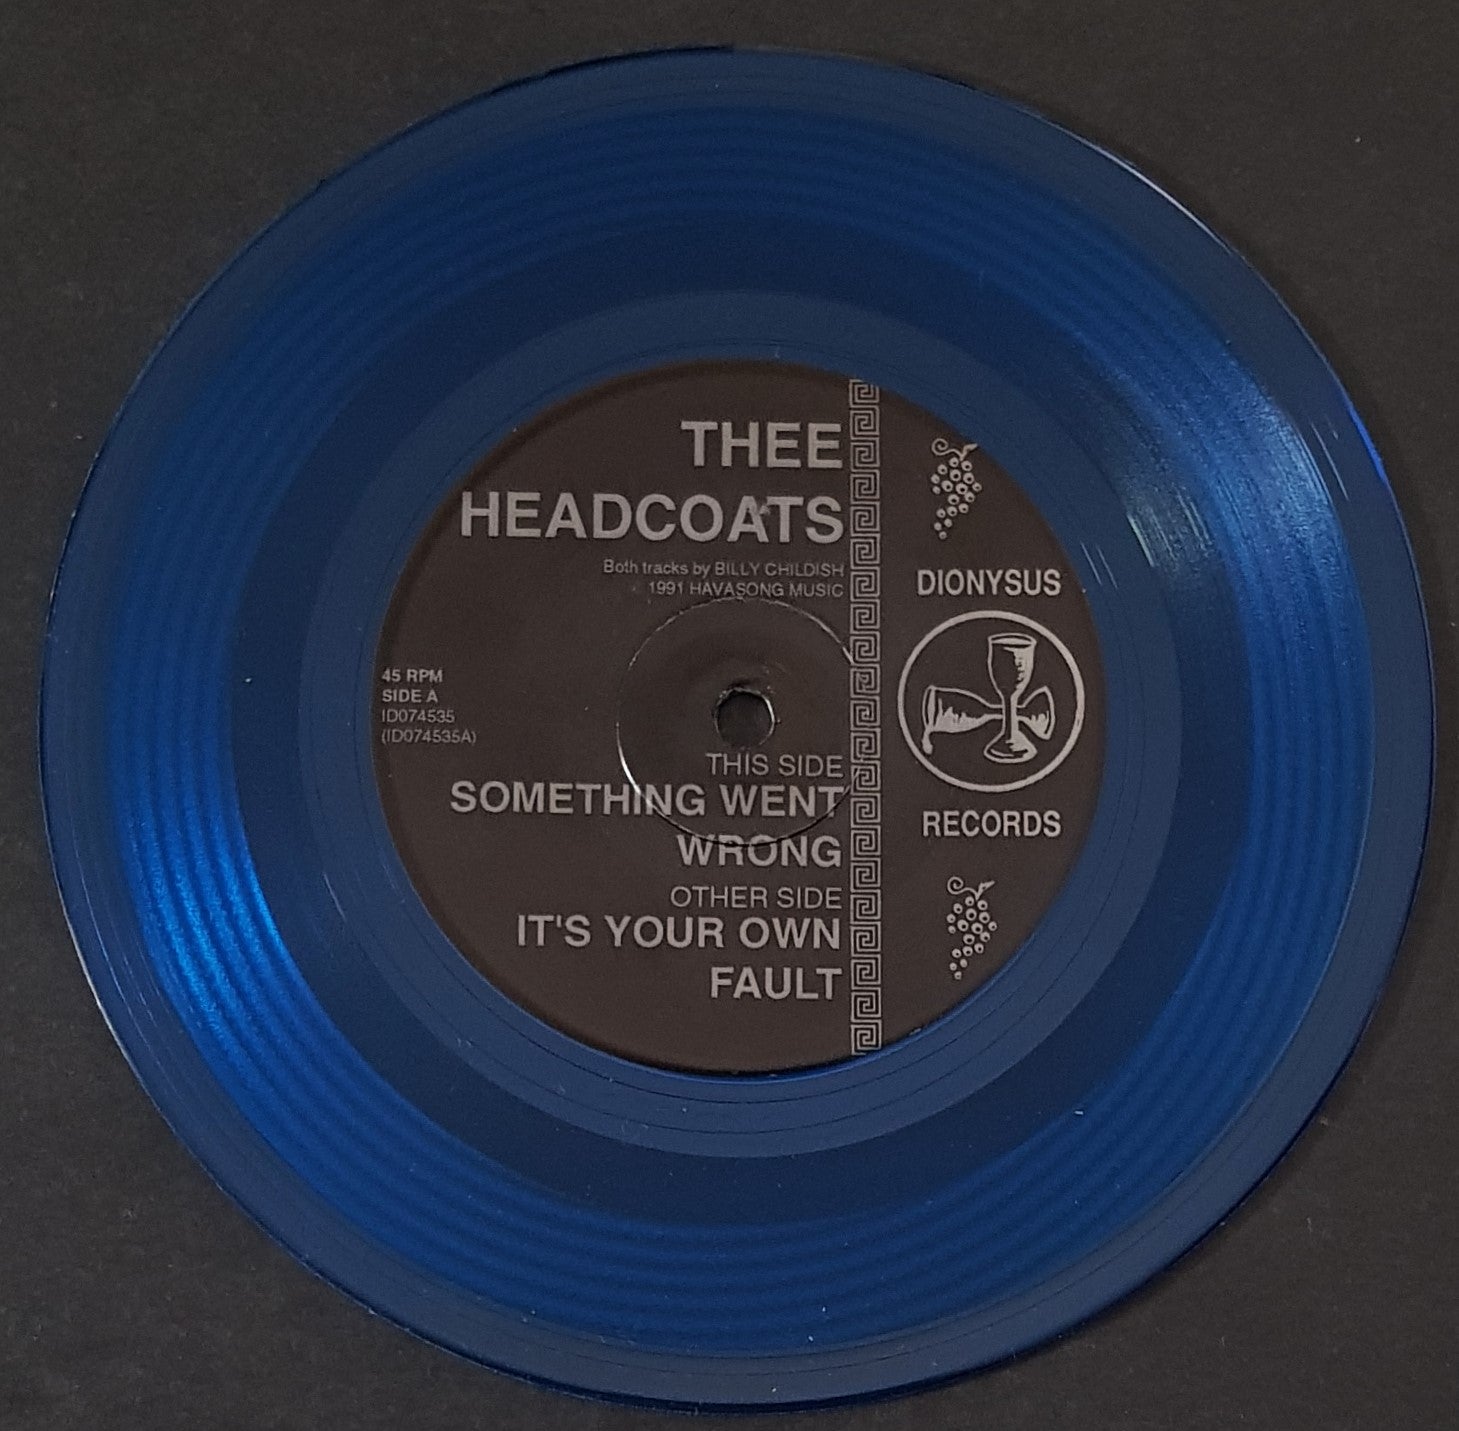 THEE
HEADCOATS
Both tracks by BILLY CHILDISH
© 1991 HAVASONG MUSIC
45 RPM
SIDE A
ID074535
(ID074535A)
THIS SIDE
SOMETHING WENT
WRONG
OTHER SIDE
IT'S YOUR OWN
FAULT
DIONYSUS
RECORDS